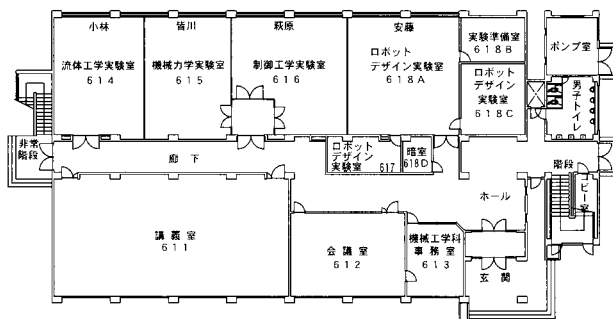 小林
流体工学実験室
614
皆川
機械力学実験室
615
萩原
制御工学実験室
616
安藤
ロボット
デザイン実験室
618A
実験準備室
618B
ロボット
デザイン
実験室
618C
ポンプ室
男子トイレ
非常
階段
廊下
ロボット
デザイン
実験室 617
暗室
618D
階段
コピー室
ホール
講義室
611
会議室
612
機械工学科
事務室
613
玄関